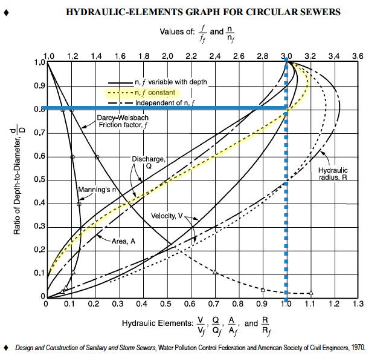 HYDRAULIC-ELEMENTS GRAPH FOR CIRCULAR SEWERS
Values of: f/f_f and n/n_f
1.0 1.2 1.4 1.6 1.8 2.0 2.2 2.4 2.6 2.8 3.0 3.2 3.4 3.6
1.0
n, f variable with depth
0.9
n, f constant
independent of n, f
0.8
Darcy-Weisbach
Friction factor, f
0.7
Ratio of Depth-to-Diameter, d/D
0.6
Discharge,
Q
Hydraulic
radius, R
0.5
Manning's n
0.4
Velocity, V
0.3
Area, A
0.2
0.1
0
0 0.1 0.2 0.3 0.4 0.5 0.6 0.7 0.8 0.9 1.0 1.1 1.2 1.3
Hydraulic Elements: V/V_f, Q/Q_f, A/A_f, and R/R_f
Design and Construction of Sanitary and Storm Sewers, Water Pollution Control Federation and American Society of Civil Engineers, 1970.